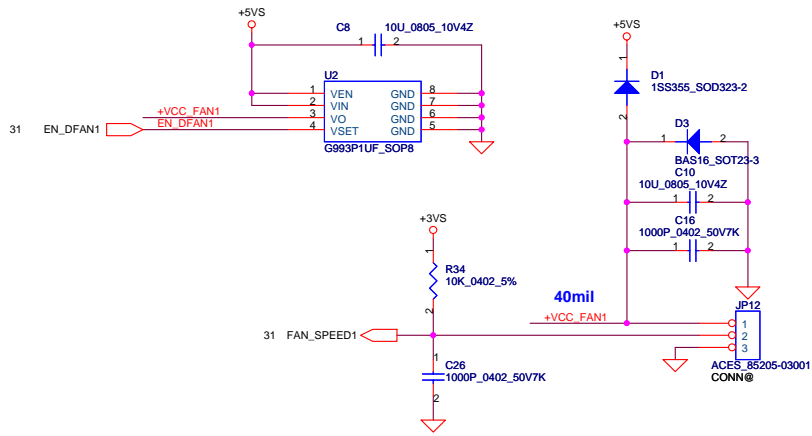 +5VS
C8
10U_0805_10V4Z
1
2
U2
1 VEN GND 8
2 VIN GND 7
3 VO GND 6
4 VSET GND 5
G993P1UF_SOP8
+VCC_FAN1
31 EN_DFAN1
EN_DFAN1
+5VS
1
D1
1SS355_SOD323-2
2
D3
1
2
BAS16_SOT23-3
C10
10U_0805_10V4Z
1
2
C16
1000P_0402_50V7K
1
2
+3VS
1
R34
10K_0402_5%
2
31 FAN_SPEED1
1
C26
1000P_0402_50V7K
2
40mil
+VCC_FAN1
JP12
1
2
3
ACES_85205-03001
CONN@